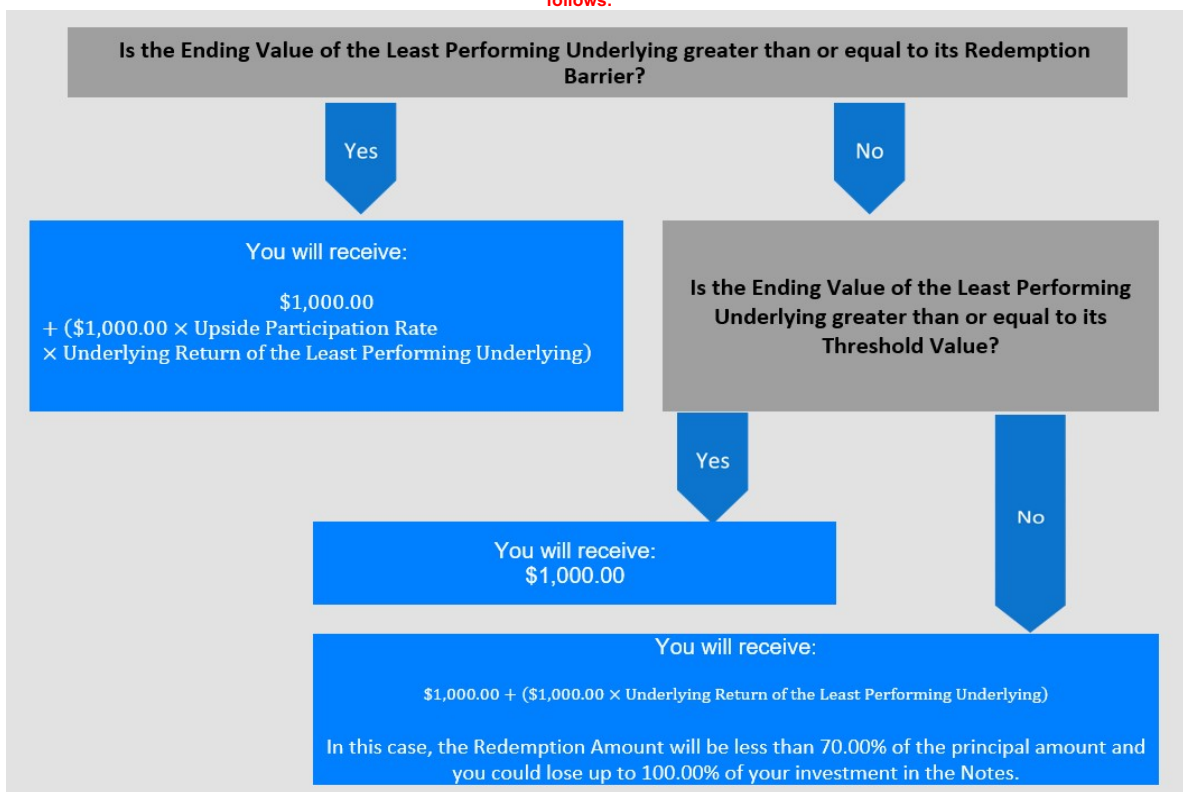 follows:
Is the Ending Value of the Least Performing Underlying greater than or equal to its Redemption
Barrier?
Yes
No
You will receive:
$1,000.00
+ ($1,000.00 × Upside Participation Rate
× Underlying Return of the Least Performing Underlying)
Is the Ending Value of the Least Performing
Underlying greater than or equal to its
Threshold Value?
Yes
No
You will receive:
$1,000.00
You will receive:
$1,000.00 + ($1,000.00 × Underlying Return of the Least Performing Underlying)
In this case, the Redemption Amount will be less than 70.00% of the principal amount and
you could lose up to 100.00% of your investment in the Notes.